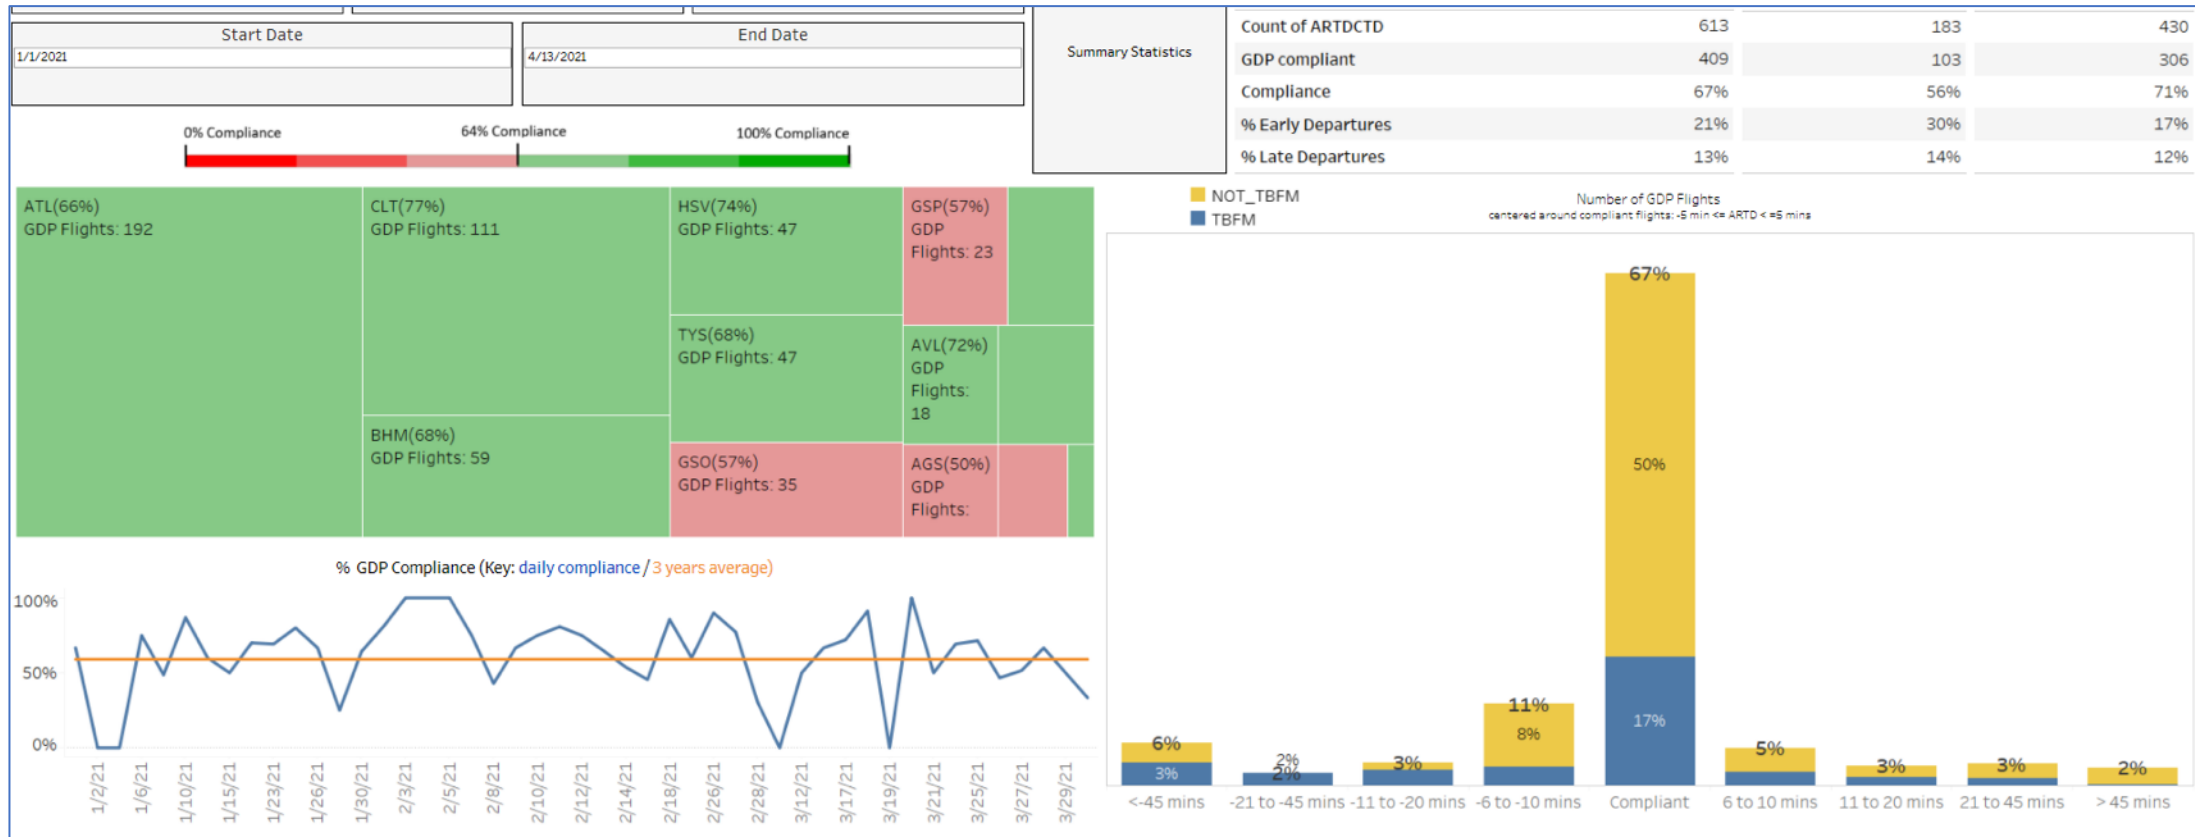 Start Date
1/1/2021
End Date
4/13/2021
Summary Statistics
Count of ARTDCTD 613 183 430
GDP compliant 409 103 306
Compliance 67% 56% 71%
% Early Departures 21% 30% 17%
% Late Departures 13% 14% 12%
0% Compliance 64% Compliance 100% Compliance
ATL(66%)
GDP Flights: 192
CLT(77%)
GDP Flights: 111
BHM(68%)
GDP Flights: 59
HSV(74%)
GDP Flights: 47
TYS(68%)
GDP Flights: 47
GSO(57%)
GDP Flights: 35
GSP(57%)
GDP
Flights: 23
AVL(72%)
GDP
Flights:
18
AGS(50%)
GDP
Flights:
% GDP Compliance (Key: daily compliance / 3 years average)
100%
50%
0%
1/2/21
1/6/21
1/10/21
1/15/21
1/23/21
1/26/21
1/30/21
2/3/21
2/5/21
2/8/21
2/10/21
2/12/21
2/14/21
2/18/21
2/26/21
2/28/21
3/12/21
3/17/21
3/19/21
3/21/21
3/25/21
3/27/21
3/29/21
NOT_TBFM
TBFM
Number of GDP Flights
centered around compliant flights: -5 min <= ARTD < =5 mins
6%
3%
2%
2%
3%
11%
8%
67%
50%
17%
5%
3%
3%
2%
<-45 mins -21 to -45 mins -11 to -20 mins -6 to -10 mins Compliant 6 to 10 mins 11 to 20 mins 21 to 45 mins > 45 mins